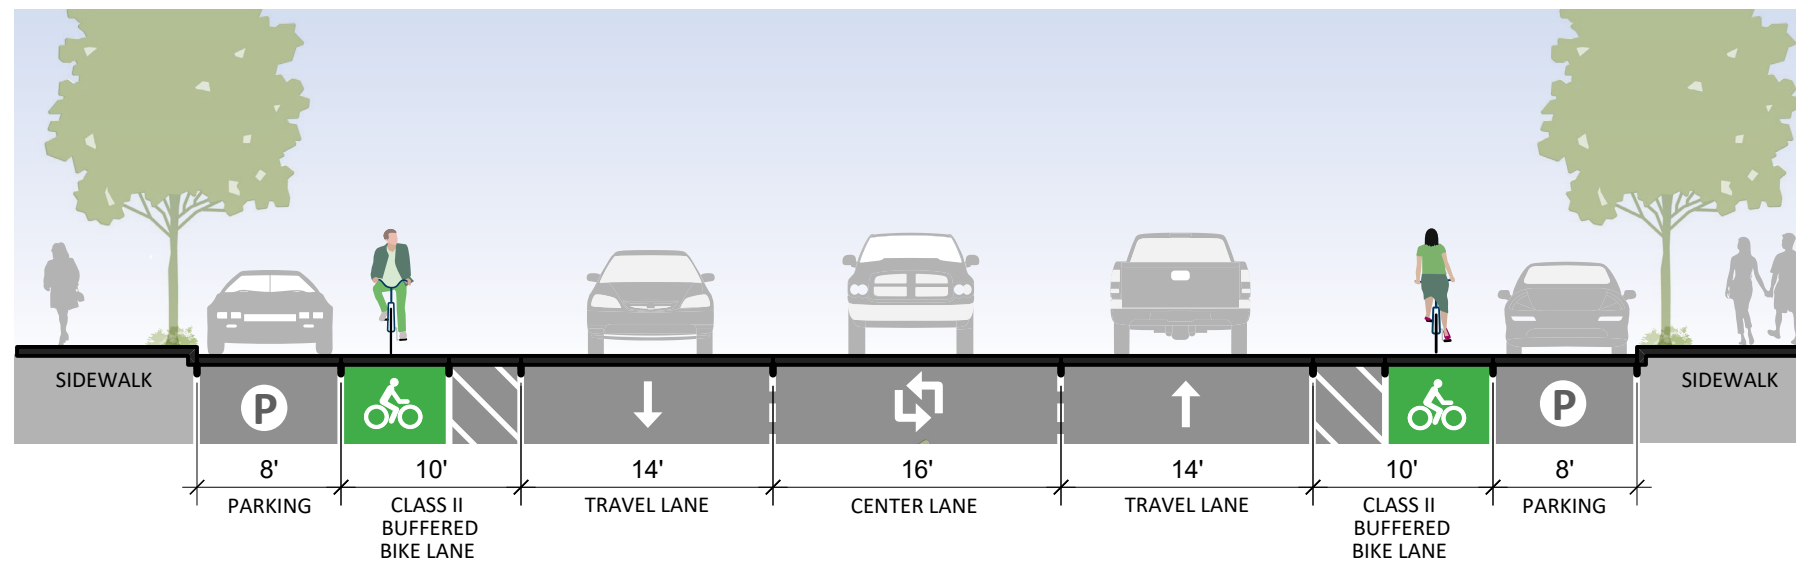 SIDEWALK
SIDEWALK
P
P
8'
10'
14'
16'
14'
10'
8'
PARKING
CLASS II
BUFFERED
BIKE LANE
TRAVEL LANE
CENTER LANE
TRAVEL LANE
CLASS II
BUFFERED
BIKE LANE
PARKING